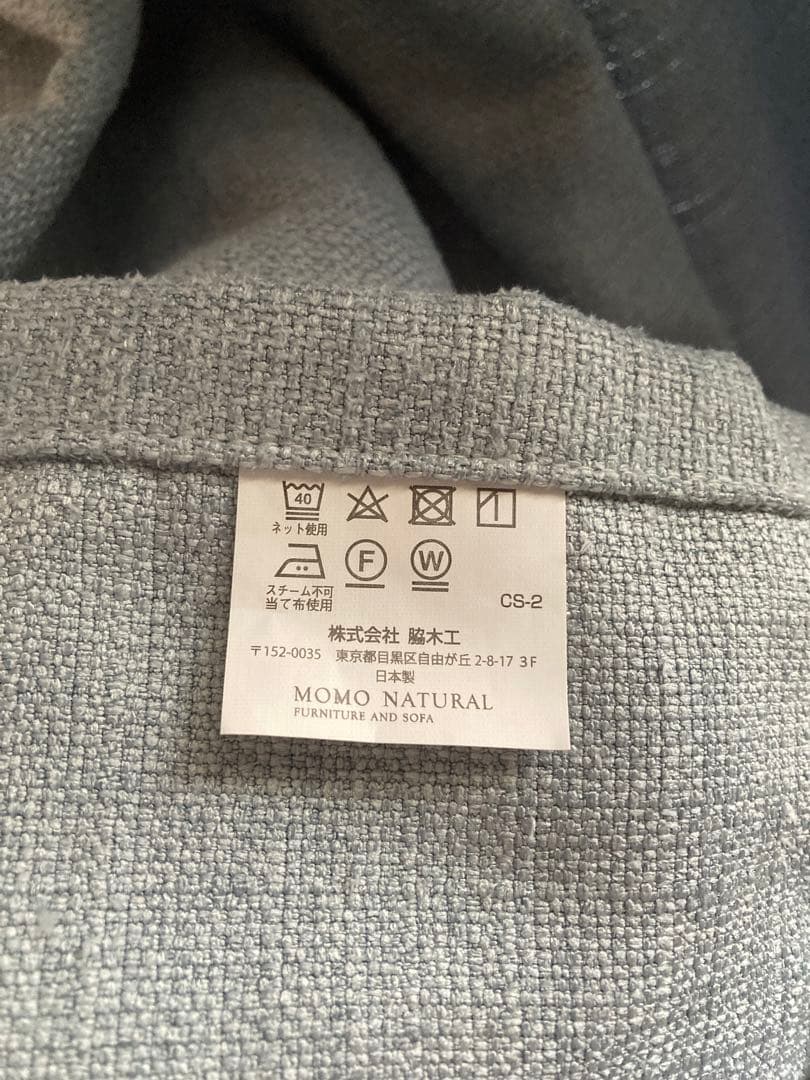 40
ネット使用
F W
スチーム不可
当て布使用
CS-2
株式会社 脇木工
〒152-0035 東京都目黒区自由が丘 2-8-17 3F
日本製
MOMO NATURAL
FURNITURE AND SOFA